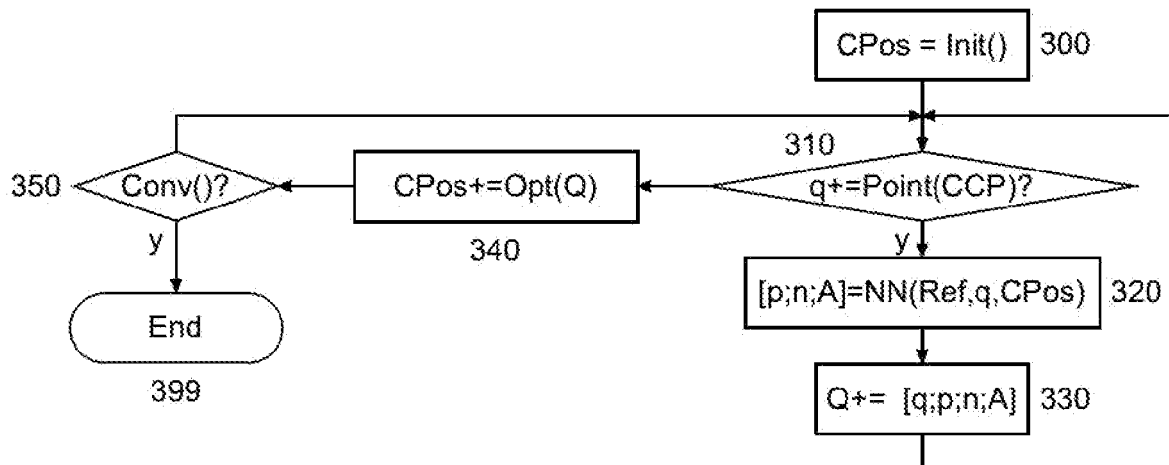 CPos = Init() 300
310
350 Conv()? CPos+=Opt(Q) q+=Point(CCP)?
y 340 y
[p;n;A]=NN(Ref,q,CPos) 320
End
399 Q+= [q;p;n,A] 330